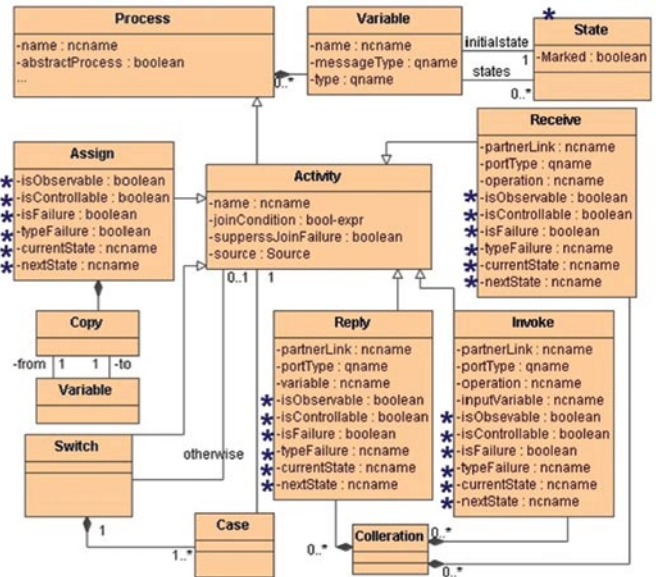 Process
-name : ncname
-abstractProcess : boolean
...
0..*
Variable
-name : ncname
-messageType : qname
-type : qname
initialstate
1
states
0..*
*
State
-Marked : boolean
Assign
*-isObservable : boolean
*-isControllable : boolean
*-isFailure : boolean
*-typeFailure : boolean
*-currentState : ncname
*-nextState : ncname
Activity
-name : ncname
-joinCondition : bool-expr
-supperssJoinFailure : boolean
-source : Source
0..1
1
Receive
-partnerLink : ncname
-portType : qname
-operation : ncname
*-isObservable : boolean
*-isControllable : boolean
*-isFailure : boolean
*-typeFailure : ncname
*-currentState : ncname
*-nextState : ncname
Copy
-from
1
1
-to
Variable
Reply
-partnerLink : ncname
-portType : qname
-variable : ncname
*-isObservable : boolean
*-isControllable : boolean
*-isFailure : boolean
*-typeFailure : ncname
*-currentState : ncname
*-nextState : ncname
Invoke
-partnerLink : ncname
-portType : qname
-operation : ncname
-inputVariable : ncname
*-isObsevable : boolean
*-isControllable : boolean
*-isFailure : boolean
*-typeFailure : ncname
*-currentState : ncname
*-nextState : ncname
Switch
otherwise
1
1..*
Case
Colleration
0..*
0..*
0..*